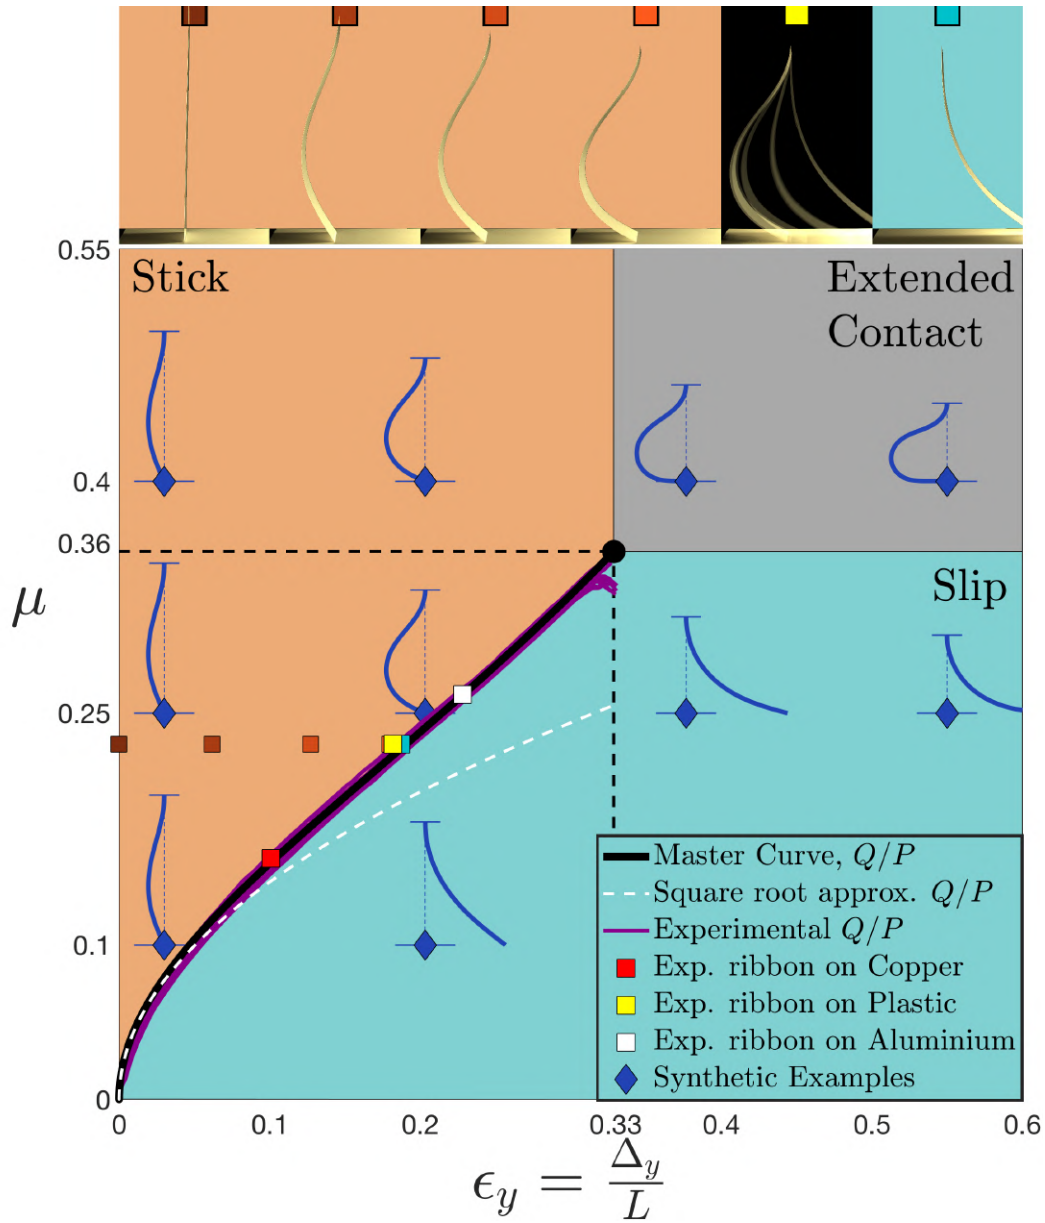 0.55
Stick
Extended
Contact
0.4
0.36
μ
Slip
0.25
0.1
0
Master Curve, Q/P
Square root approx. Q/P
Experimental Q/P
Exp. ribbon on Copper
Exp. ribbon on Plastic
Exp. ribbon on Aluminium
Synthetic Examples
0 0.1 0.2 0.33 0.4 0.5 0.6
ϵ_y = Δ_y / L